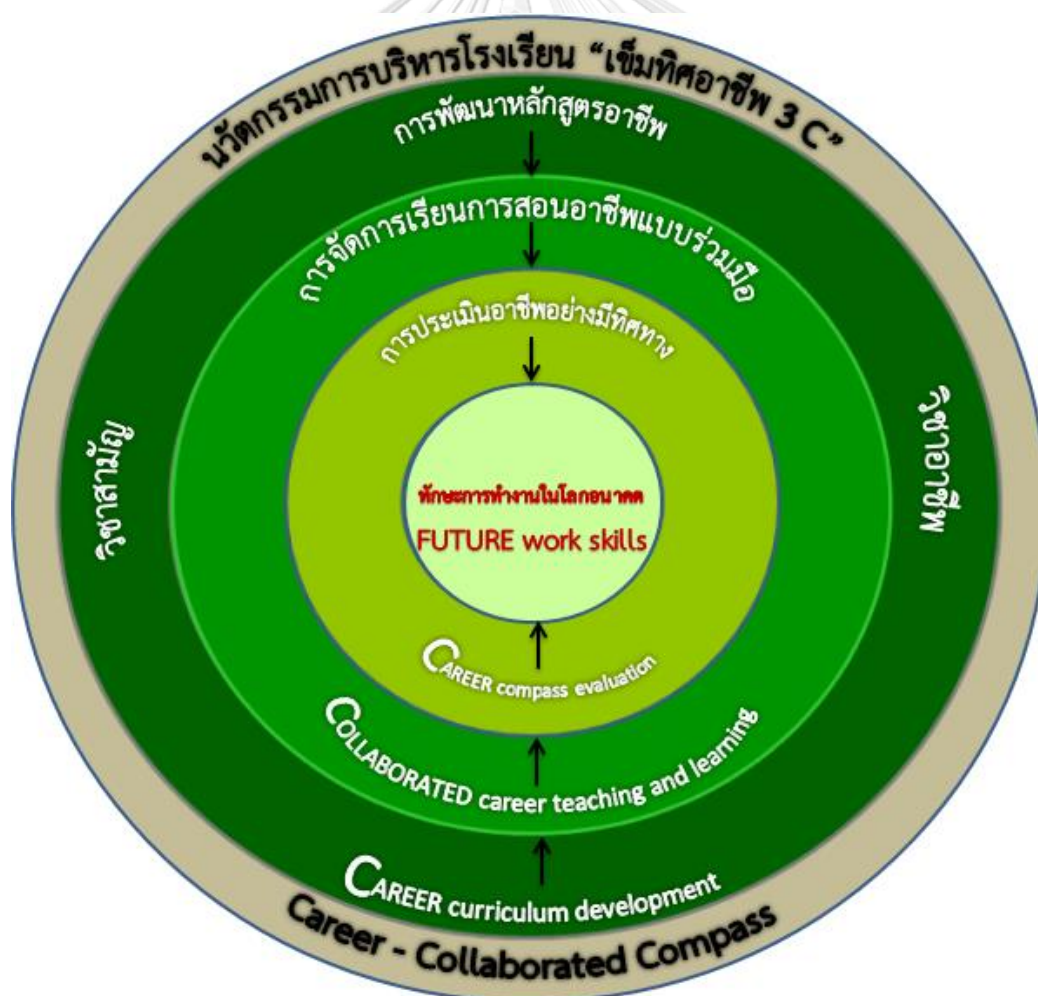 นวัตกรรมการบริหารโรงเรียน “เข็มทิศอาชีพ 3 C”
การพัฒนาหลักสูตรอาชีพ
การจัดการเรียนการสอนอาชีพแบบร่วมมือ
การประเมินอาชีพอย่างมีทิศทาง
วิชาสามัญ
วิชาอาชีพ
ทักษะการทำงานในโลกอนาคต
FUTURE work skills
CAREER compass evaluation
COLLABORATED career teaching and learning
CAREER curriculum development
Career - Collaborated Compass